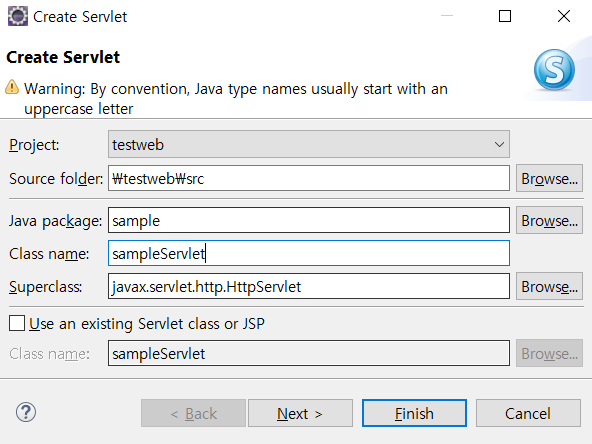 Create Servlet
Create Servlet
Warning: By convention, Java type names usually start with an
uppercase letter
S
Project: testweb
Source folder: ₩testweb₩src Browse...
Java package: sample Browse...
Class name: sampleServlet
Superclass: javax.servlet.http.HttpServlet Browse...
Use an existing Servlet class or JSP
Class name: sampleServlet Browse...
? < Back Next > Finish Cancel